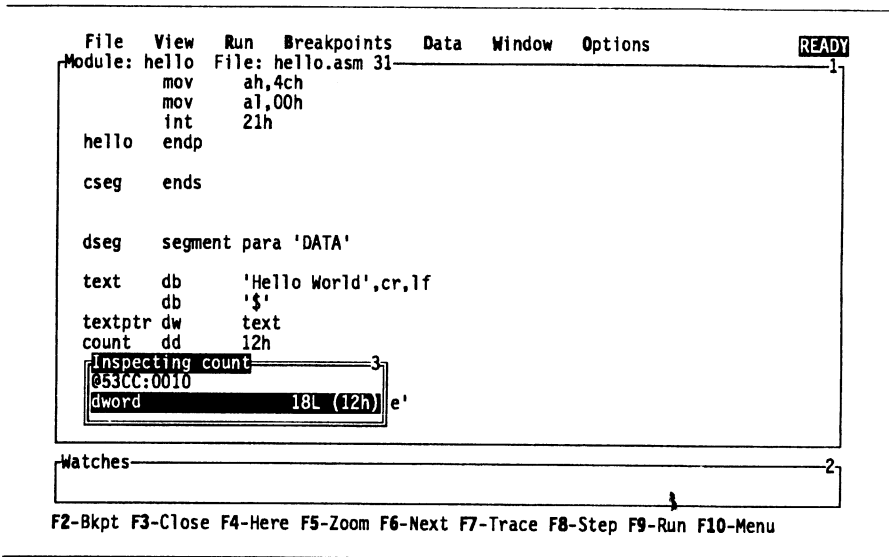 File View Run Breakpoints Data Window Options READY
Module: hello File: hello.asm 31 1
mov ah,4ch
mov al,00h
int 21h
hello endp
cseg ends
dseg segment para 'DATA'
text db 'Hello World',cr,lf
db '$'
textptr dw text
count dd 12h
Inspecting count 3
@53CC:0010
dword 18L (12h) e'
Watches 2
F2-Bkpt F3-Close F4-Here F5-Zoom F6-Next F7-Trace F8-Step F9-Run F10-Menu